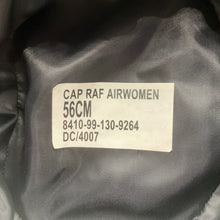 CAP RAF AIRWOMEN
56CM
8410-99-130-9264
DC/4007